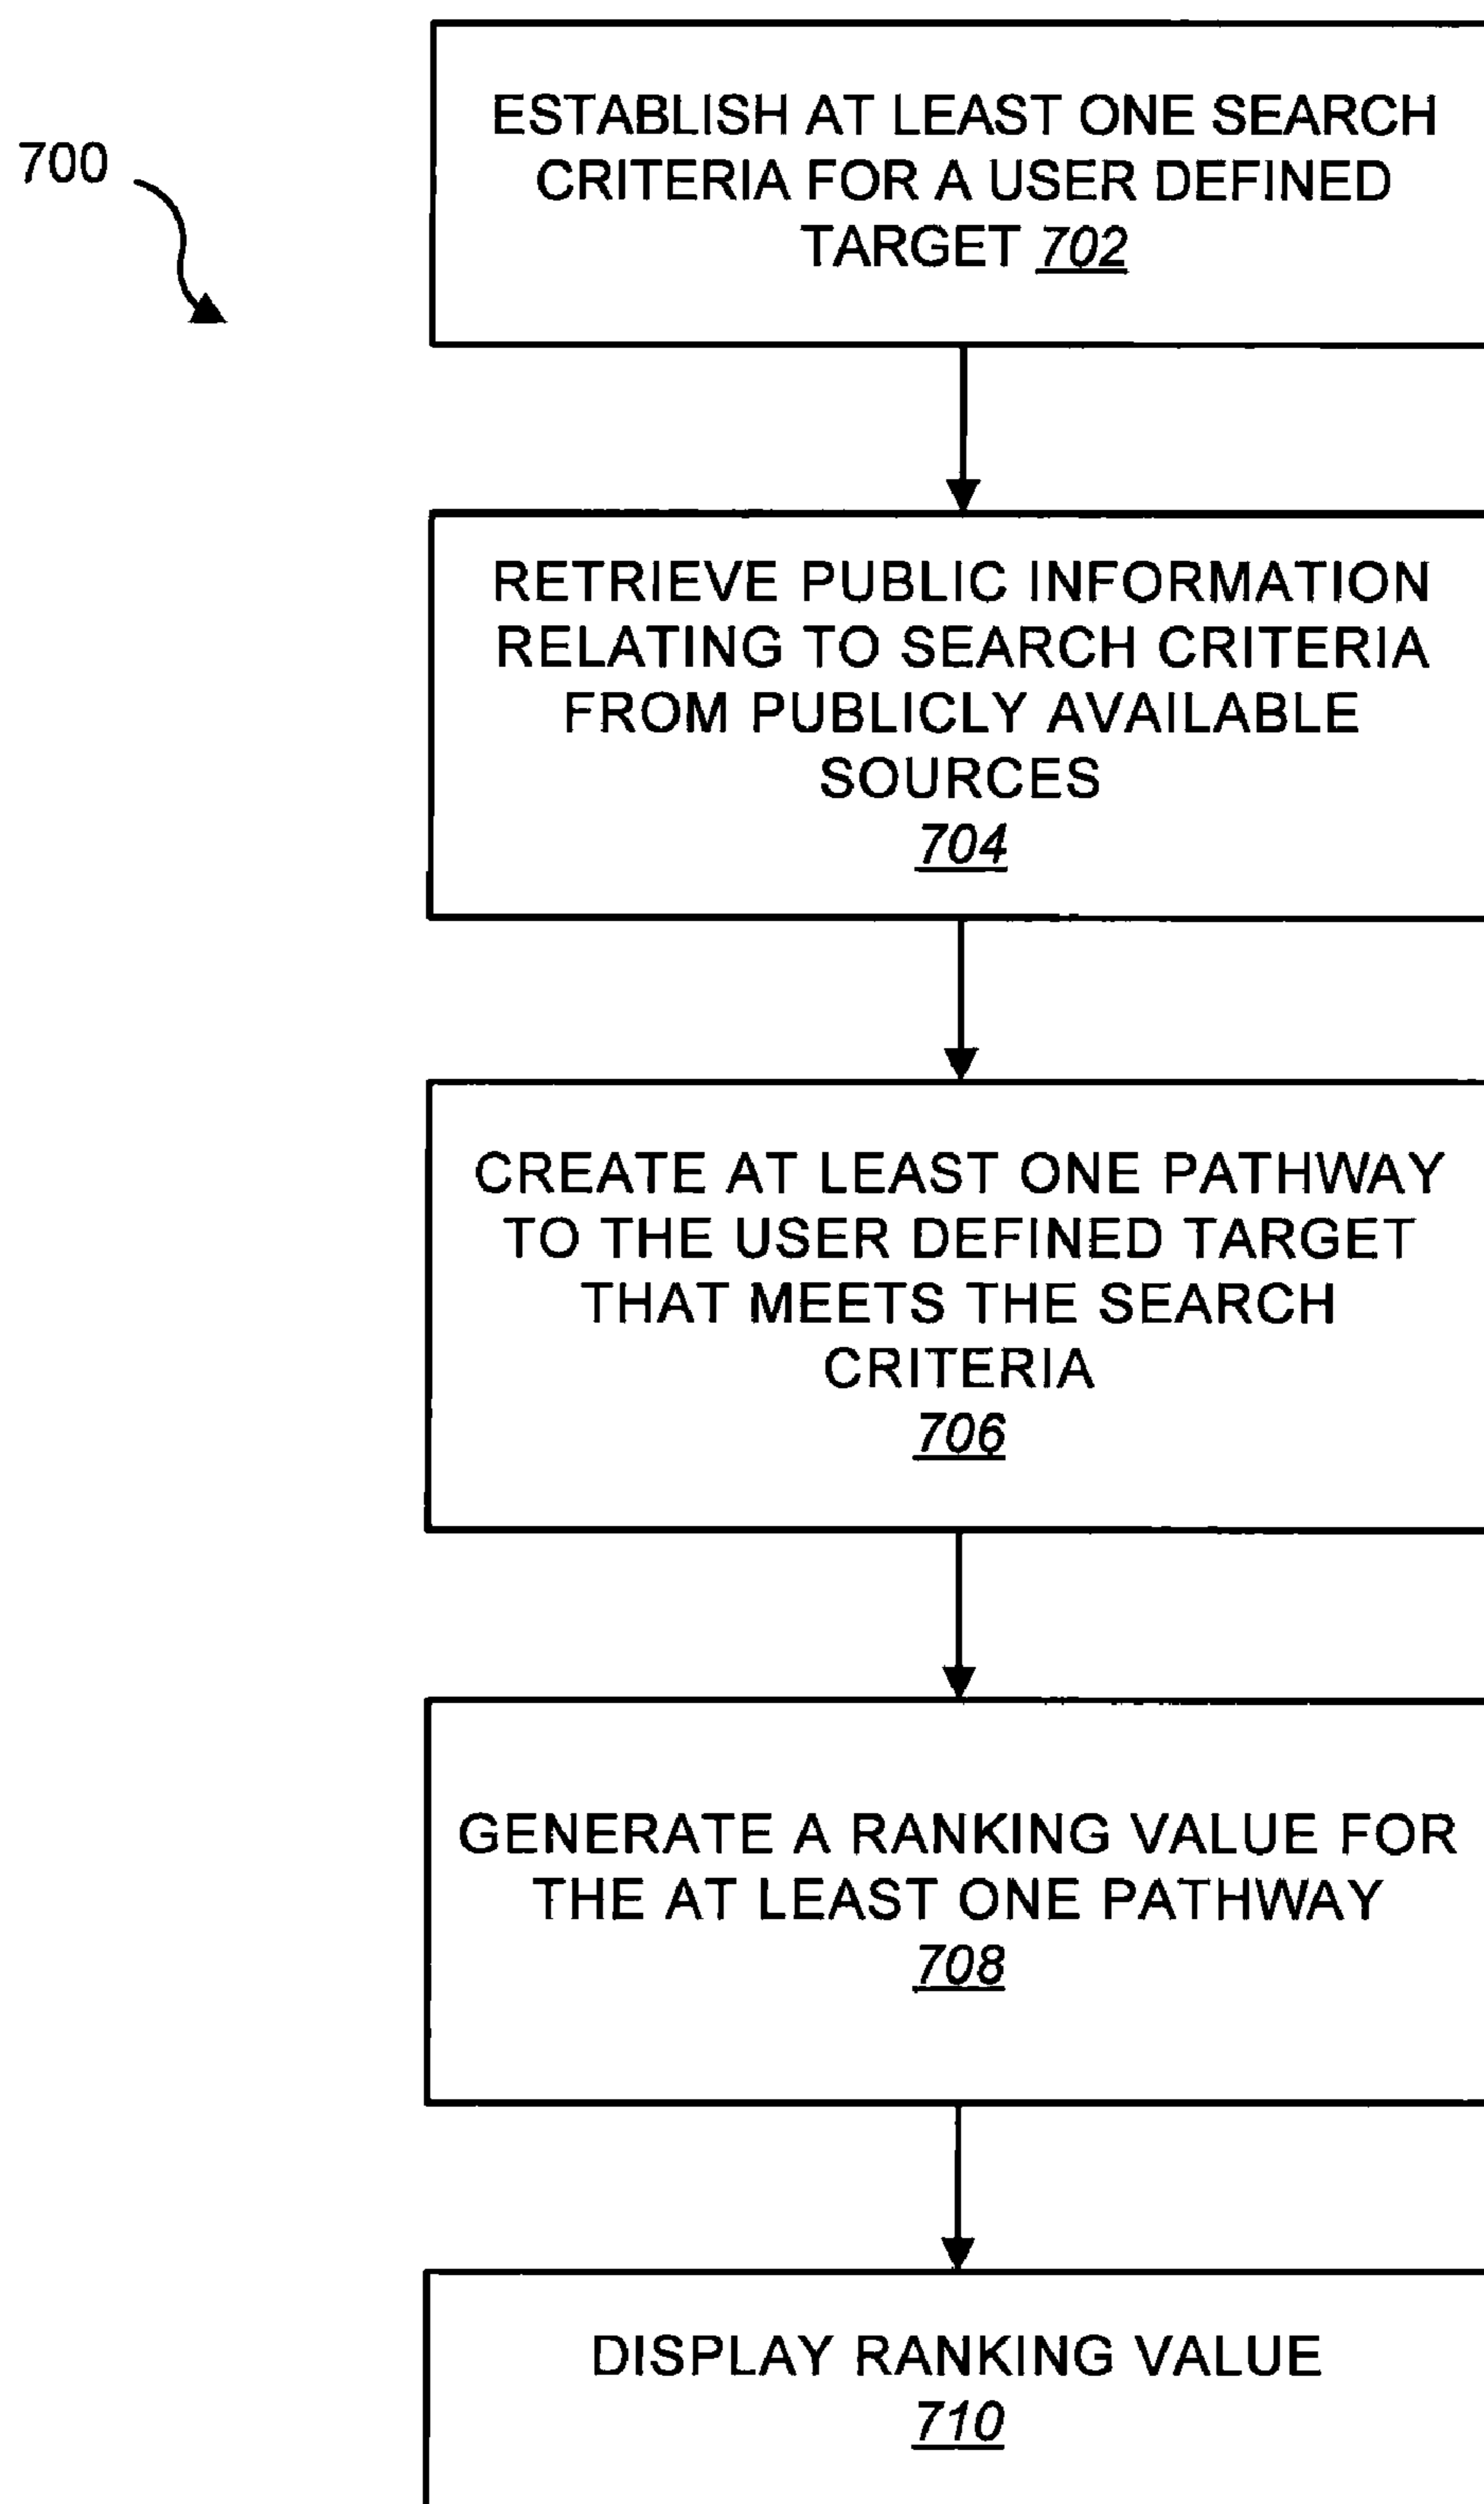 700
ESTABLISH AT LEAST ONE SEARCH
CRITERIA FOR A USER DEFINED
TARGET 702
RETRIEVE PUBLIC INFORMATION
RELATING TO SEARCH CRITERIA
FROM PUBLICLY AVAILABLE
SOURCES
704
CREATE AT LEAST ONE PATHWAY
TO THE USER DEFINED TARGET
THAT MEETS THE SEARCH
CRITERIA
706
GENERATE A RANKING VALUE FOR
THE AT LEAST ONE PATHWAY
708
DISPLAY RANKING VALUE
710